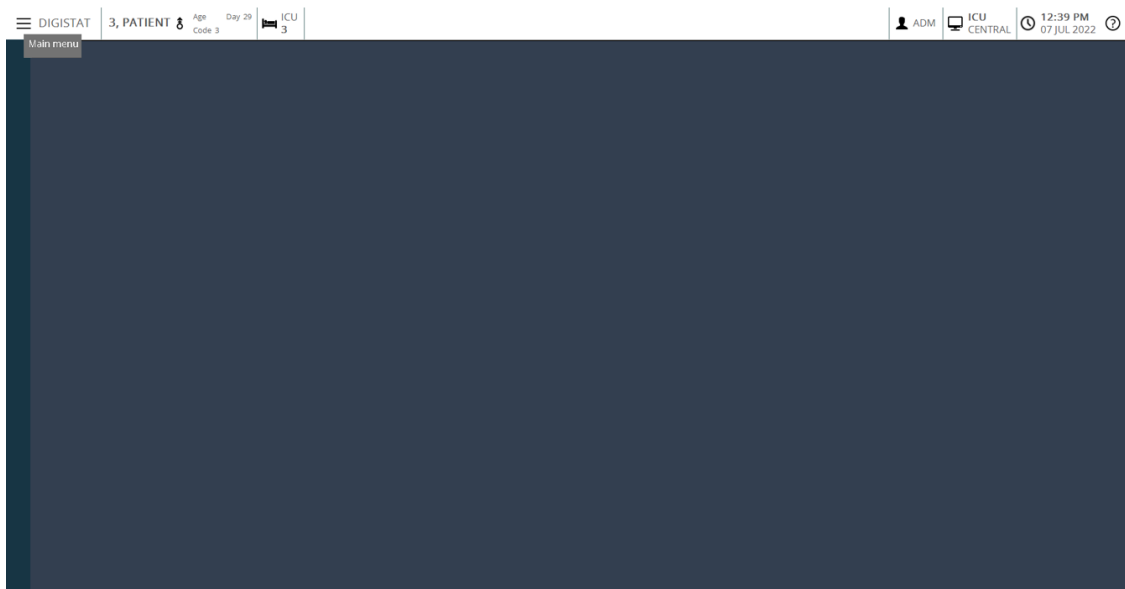 DIGISTAT
3, PATIENT
Age Day 29
Code 3
ICU
3
ADM
ICU
CENTRAL
12:39 PM
07 JUL 2022
?
Main menu